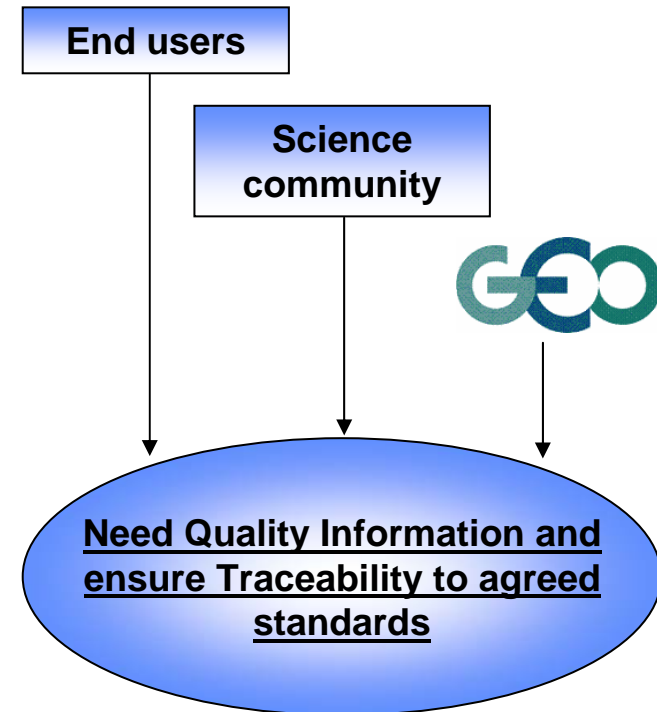 End users
Science
community
GEO
Need Quality Information and
ensure Traceability to agreed
standards